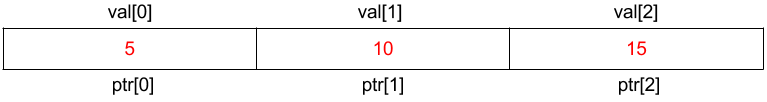 val[0] val[1] val[2]
5 10 15
ptr[0] ptr[1] ptr[2]